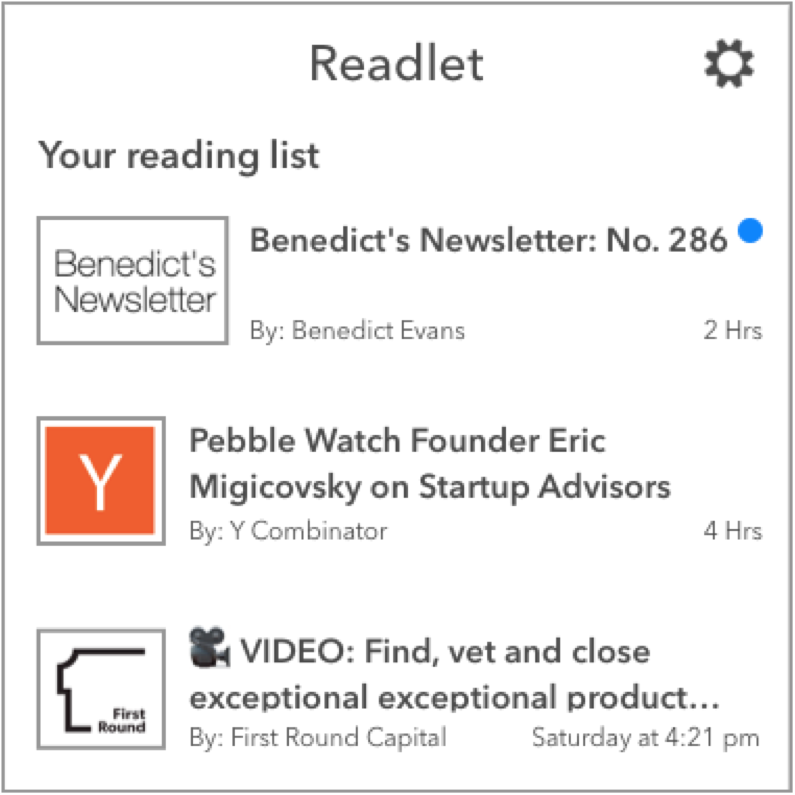 Readlet
Your reading list
Benedict's
Newsletter
Benedict's Newsletter: No. 286
By: Benedict Evans 2 Hrs
Y
Pebble Watch Founder Eric
Migicovsky on Startup Advisors
By: Y Combinator 4 Hrs
First
Round
🎥 VIDEO: Find, vet and close
exceptional exceptional product...
By: First Round Capital Saturday at 4:21 pm